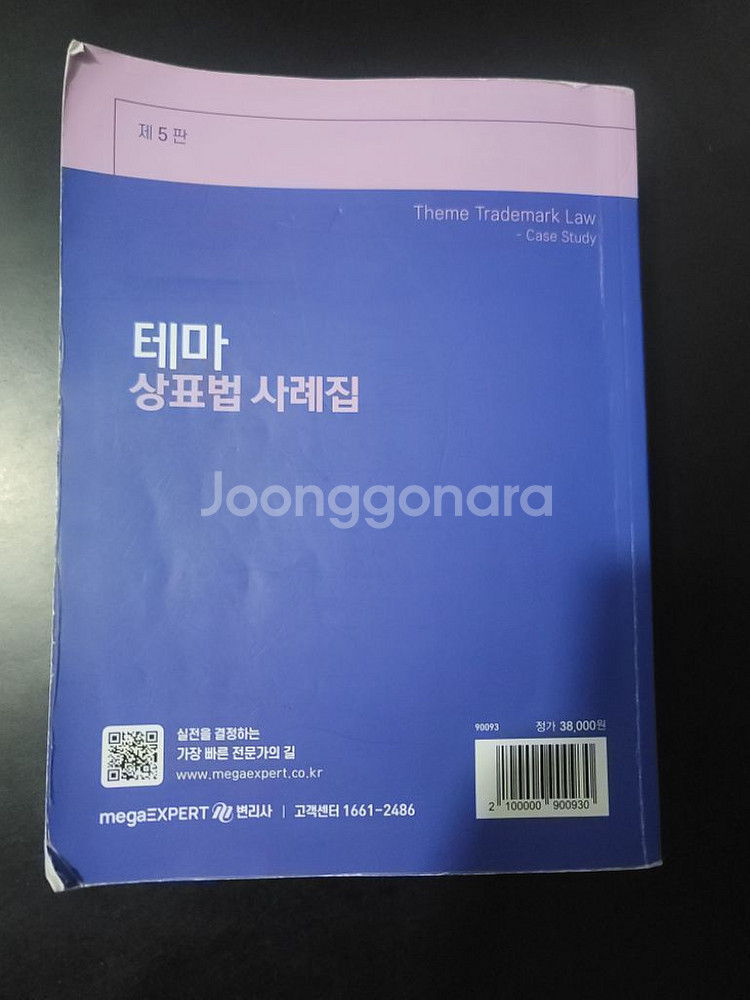 제 5 판
Theme Trademark Law
- Case Study
테마
상표법 사례집
Joonggonara
실전을 결정하는
가장 빠른 전문가의 길
www.megaexpert.co.kr
megaEXPERT 변리사 | 고객센터 1661-2486
90093 정가 38,000원
2 100000 900930